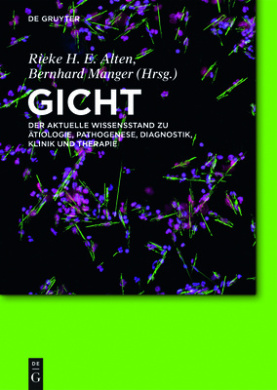 DE GRUYTER
Rieke H. E. Alten,
Bernhard Manger (Hrsg.)
GICHT
DER AKTUELLE WISSENSSTAND ZU
ÄTIOLOGIE, PATHOGENESE, DIAGNOSTIK,
KLINIK UND THERAPIE
DE
G